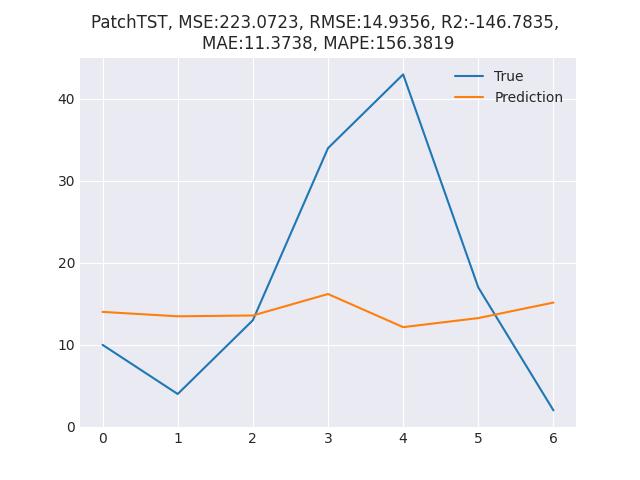 PatchTST, MSE:223.0723, RMSE:14.9356, R2:-146.7835,
MAE:11.3738, MAPE:156.3819
True
Prediction
40
30
20
10
0
0 1 2 3 4 5 6